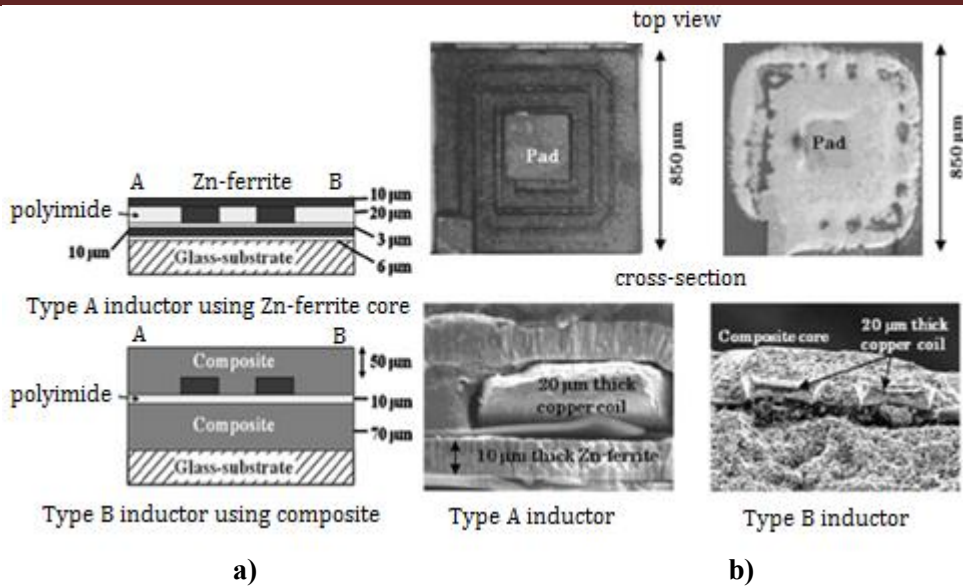 top view
Pad
850 µm
Pad
850 µm
A Zn-ferrite B
10 µm
polyimide
20 µm
3 µm
10 µm
Glass-substrate
6 µm
Type A inductor using Zn-ferrite core
A B
Composite
50 µm
polyimide
10 µm
Composite
70 µm
Glass-substrate
Type B inductor using composite
cross-section
20 µm thick
copper coil
10 µm thick Zn-ferrite
Type A inductor
Composite core
20 µm thick
copper coil
Type B inductor
a)
b)